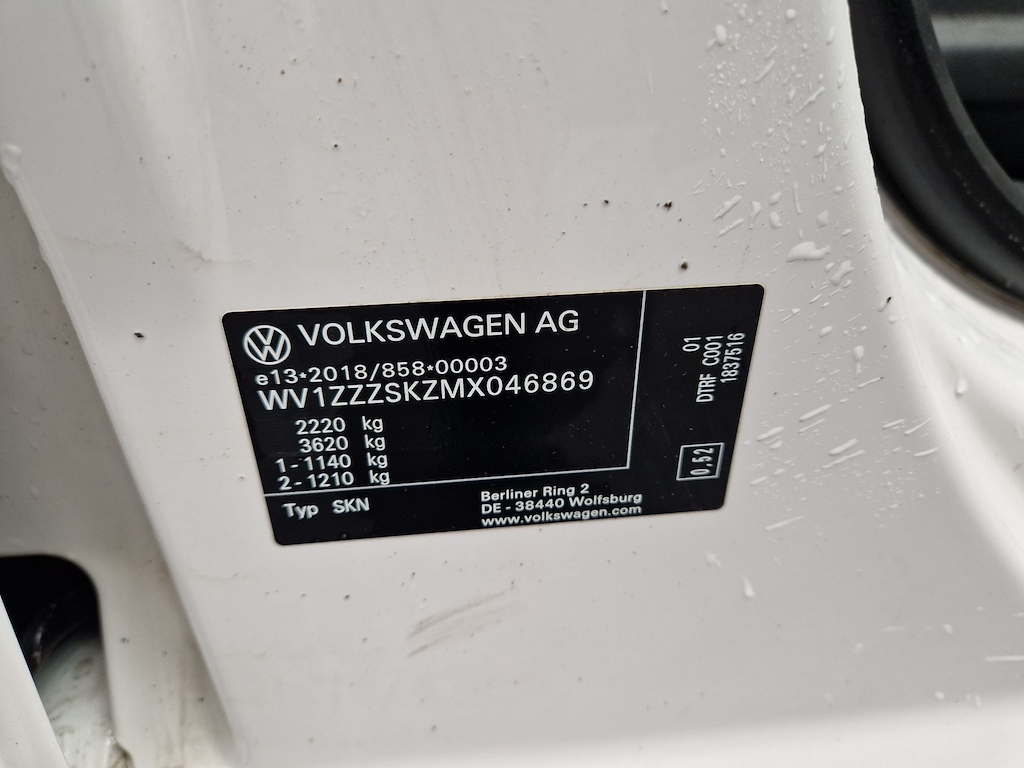 VOLKSWAGEN AG
e13*2018/858*00003
WV1ZZZSKZMX046869
2220 kg
3620 kg
1 - 1140 kg
2 - 1210 kg
Typ SKN
Berliner Ring 2
DE - 38440 Wolfsburg
www.volkswagen.com
01
DTRF C001
1837516
0,52